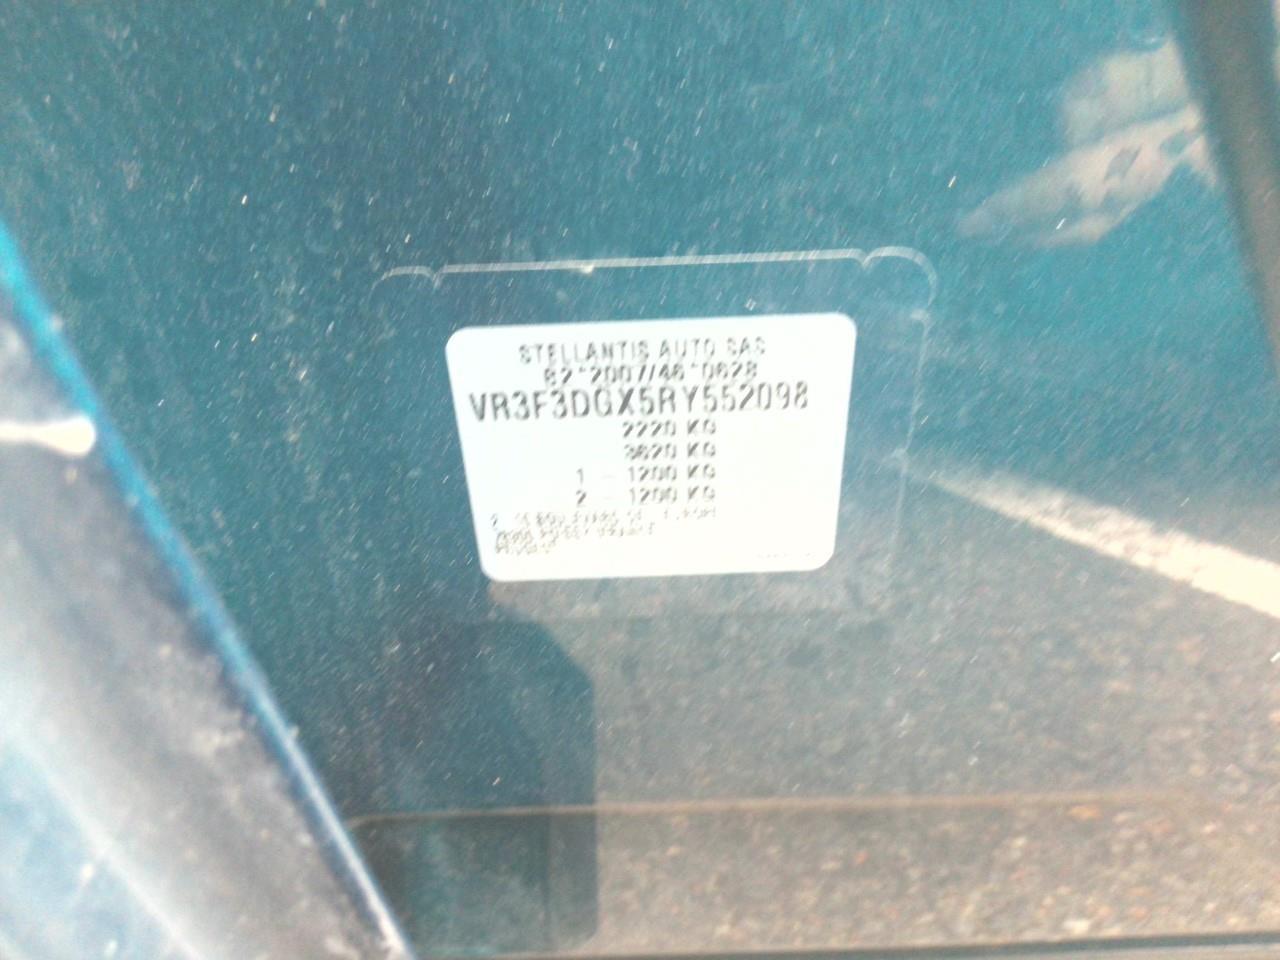 STELLANTIS AUTO SAS
e2*2007/46*0628
VR3F3DGX5RY552098
2220 KG
3620 KG
1 - 1200 KG
2 - 1200 KG